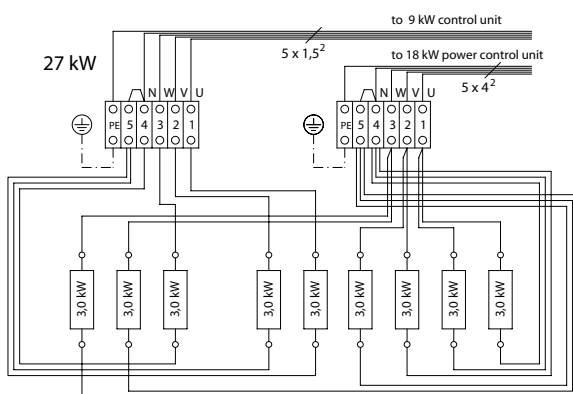 to 9 kW control unit
5 x 1,5²
27 kW
to 18 kW power control unit
5 x 4²
N W V U
N W V U
PE 5 4 3 2 1
PE 5 4 3 2 1
3,0 kW
3,0 kW
3,0 kW
3,0 kW
3,0 kW
3,0 kW
3,0 kW
3,0 kW
3,0 kW